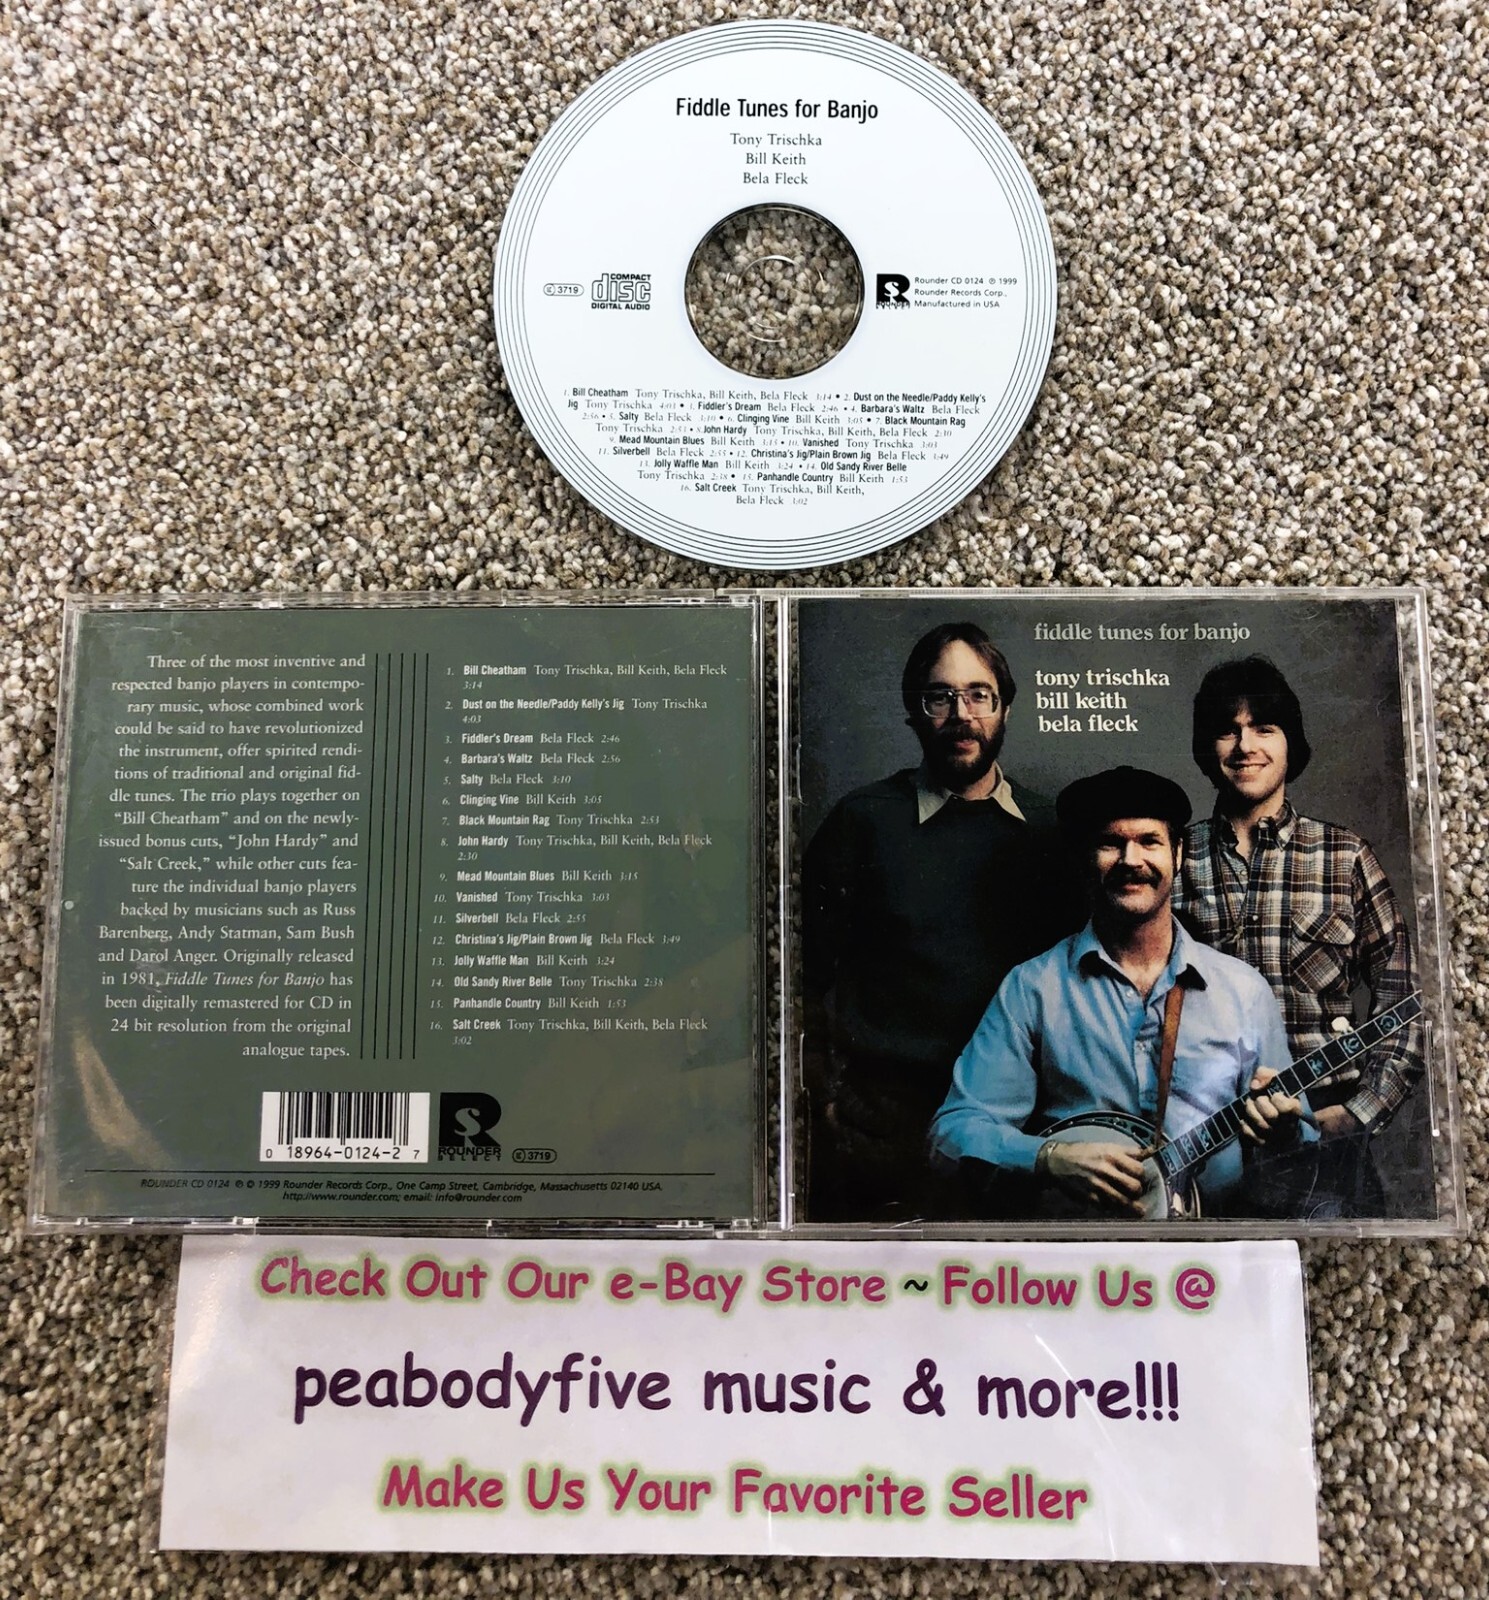 Fiddle Tunes for Banjo
Tony Trischka
Bill Keith
Bela Fleck
LC 3719
COMPACT
disc
DIGITAL AUDIO
R
S
ROUNDER
SELECT
Rounder CD 0124 ℗ 1999
Rounder Records Corp.,
Manufactured in USA
1. Bill Cheatham Tony Trischka, Bill Keith, Bela Fleck 3:14 • 2. Dust on the Needle/Paddy Kelly's
Jig Tony Trischka 4:03 • 3. Fiddler's Dream Bela Fleck 2:46 • 4. Barbara's Waltz Bela Fleck
2:56 • 5. Salty Bela Fleck 3:10 • 6. Clinging Vine Bill Keith 3:05 • 7. Black Mountain Rag
Tony Trischka 2:53 • 8. John Hardy Tony Trischka, Bill Keith, Bela Fleck 2:30
9. Mead Mountain Blues Bill Keith 3:15 • 10. Vanished Tony Trischka 3:03
11. Silverbell Bela Fleck 2:55 • 12. Christina's Jig/Plain Brown Jig Bela Fleck 3:49
13. Jolly Waffle Man Bill Keith 3:24 • 14. Old Sandy River Belle
Tony Trischka 2:38 • 15. Panhandle Country Bill Keith 1:53
16. Salt Creek Tony Trischka, Bill Keith,
Bela Fleck 3:02
Three of the most inventive and
respected banjo players in contempo-
rary music, whose combined work
could be said to have revolutionized
the instrument, offer spirited rendi-
tions of traditional and original fid-
dle tunes. The trio plays together on
“Bill Cheatham” and on the newly-
issued bonus cuts, “John Hardy” and
“Salt Creek,” while other cuts fea-
ture the individual banjo players
backed by musicians such as Russ
Barenberg, Andy Statman, Sam Bush
and Darol Anger. Originally released
in 1981, Fiddle Tunes for Banjo has
been digitally remastered for CD in
24 bit resolution from the original
analogue tapes.
1. Bill Cheatham Tony Trischka, Bill Keith, Bela Fleck
3:14
2. Dust on the Needle/Paddy Kelly's Jig Tony Trischka
4:03
3. Fiddler's Dream Bela Fleck 2:46
4. Barbara's Waltz Bela Fleck 2:56
5. Salty Bela Fleck 3:10
6. Clinging Vine Bill Keith 3:05
7. Black Mountain Rag Tony Trischka 2:53
8. John Hardy Tony Trischka, Bill Keith, Bela Fleck
2:30
9. Mead Mountain Blues Bill Keith 3:15
10. Vanished Tony Trischka 3:03
11. Silverbell Bela Fleck 2:55
12. Christina's Jig/Plain Brown Jig Bela Fleck 3:49
13. Jolly Waffle Man Bill Keith 3:24
14. Old Sandy River Belle Tony Trischka 2:38
15. Panhandle Country Bill Keith 1:53
16. Salt Creek Tony Trischka, Bill Keith, Bela Fleck
3:02
0 18964-0124-2 7
R
S
ROUNDER
SELECT
LC 3719
ROUNDER CD 0124 ℗ © 1999 Rounder Records Corp., One Camp Street, Cambridge, Massachusetts 02140 USA.
http://www.rounder.com; email: info@rounder.com
fiddle tunes for banjo
tony trischka
bill keith
bela fleck
Check Out Our e-Bay Store ~ Follow Us @
peabodyfive music & more!!!
Make Us Your Favorite Seller